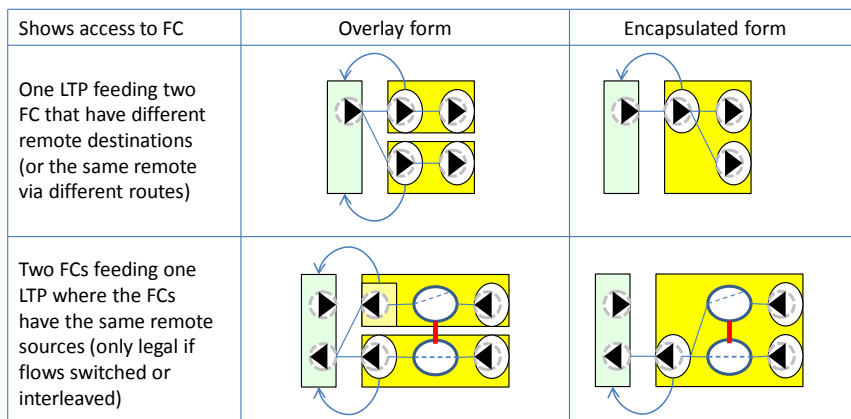 Shows access to FC
Overlay form
Encapsulated form
One LTP feeding two
FC that have different
remote destinations
(or the same remote
via different routes)
Two FCs feeding one
LTP where the FCs
have the same remote
sources (only legal if
flows switched or
interleaved)